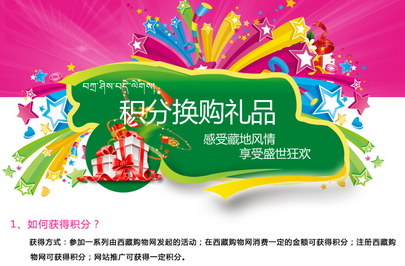 བཀྲ་ཤིས་བདེ་ལེགས།
积分换购礼品
感受藏地风情
享受盛世狂欢
1、如何获得积分？
获得方式：参加一系列由西藏购物网发起的活动；在西藏购物网消费一定的金额可获得积分；注册西藏购
物网可获得积分；网站推广可获得一定积分。